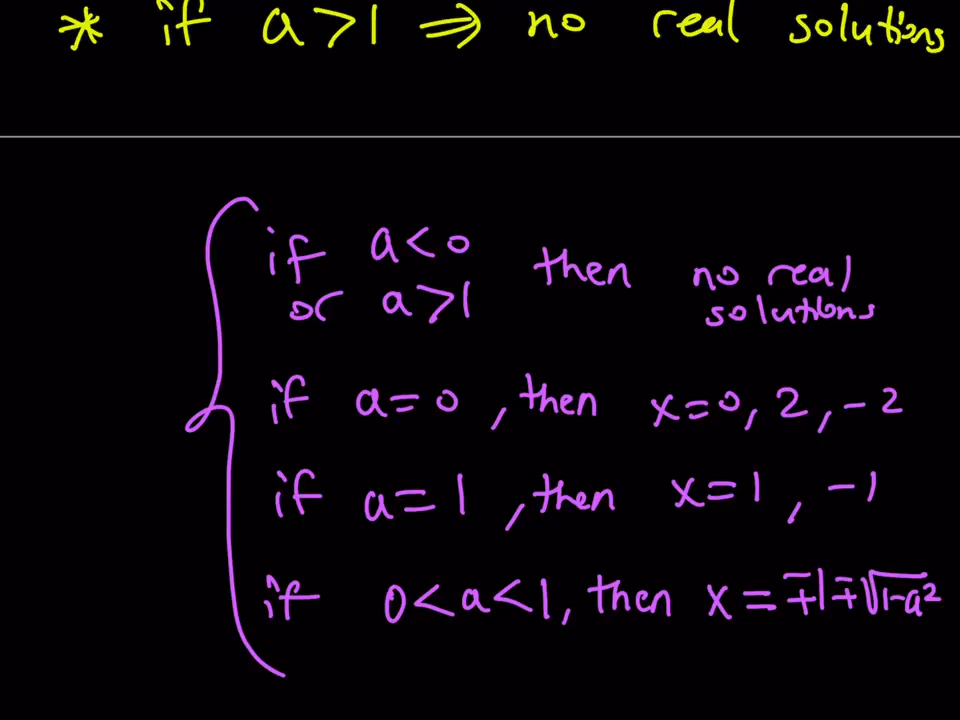 * if a>1 ⇒ no real solutions
if a<0 or a>1 then no real solutions
if a=0, then x=0, 2, -2
if a=1, then x=1, -1
if 0<a<1, then x=∓1∓√1-a²